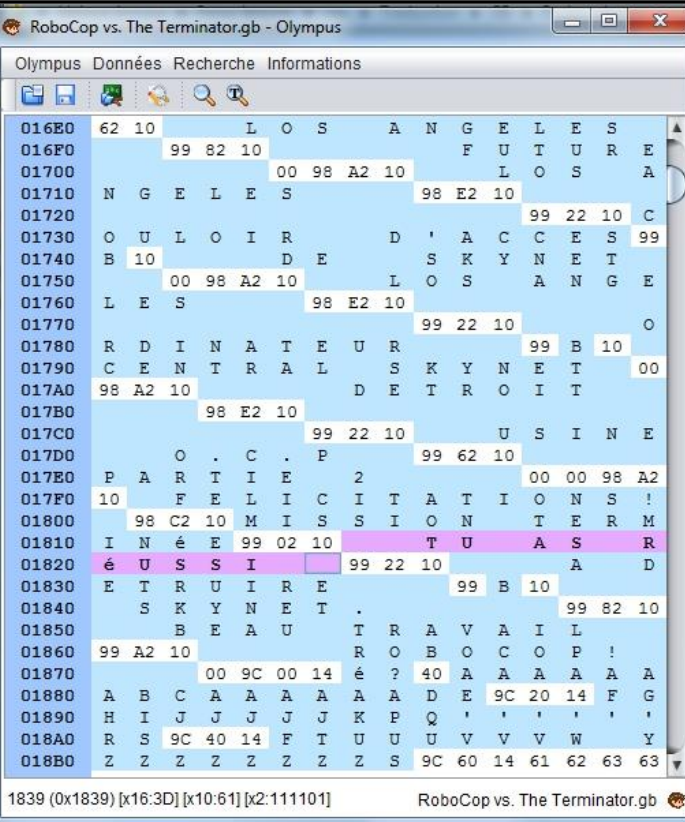 RoboCop vs. The Terminator.gb - Olympus
Olympus Données Recherche Informations
016E0 62 10 L O S A N G E L E S
016F0 99 82 10 F U T U R E
01700 00 98 A2 10 L O S A
01710 N G E L E S 98 E2 10
01720 99 22 10 C
01730 O U L O I R D ' A C C E S 99
01740 B 10 D E S K Y N E T
01750 00 98 A2 10 L O S A N G E
01760 L E S 98 E2 10
01770 99 22 10 O
01780 R D I N A T E U R 99 B 10
01790 C E N T R A L S K Y N E T 00
017A0 98 A2 10 D E T R O I T
017B0 98 E2 10
017C0 99 22 10 U S I N E
017D0 O . C . P 99 62 10
017E0 P A R T I E 2 00 00 98 A2
017F0 10 F E L I C I T A T I O N S !
01800 98 C2 10 M I S S I O N T E R M
01810 I N é E 99 02 10 T U A S R
01820 é U S S I 99 22 10 A D
01830 E T R U I R E 99 B 10
01840 S K Y N E T . 99 82 10
01850 B E A U T R A V A I L
01860 99 A2 10 R O B O C O P !
01870 00 9C 00 14 é ? 40 A A A A A A
01880 A B C A A A A A A D E 9C 20 14 F G
01890 H I J J J J J K P Q ' ' ' ' '
018A0 R S 9C 40 14 F T U U U V V V W Y
018B0 Z Z Z Z Z Z Z S 9C 60 14 61 62 63 63
1839 (0x1839) [x16:3D] [x10:61] [x2:111101] RoboCop vs. The Terminator.gb